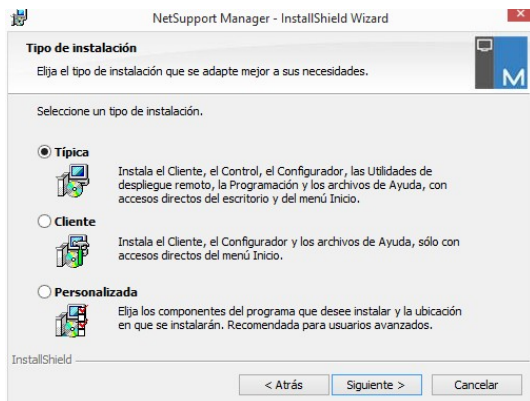 NetSupport Manager - InstallShield Wizard
Tipo de instalación
Elija el tipo de instalación que se adapte mejor a sus necesidades.
M
Seleccione un tipo de instalación.
Típica
Instala el Cliente, el Control, el Configurador, las Utilidades de
despliegue remoto, la Programación y los archivos de Ayuda, con
accesos directos del escritorio y del menú Inicio.
Cliente
Instala el Cliente, el Configurador y los archivos de Ayuda, sólo con
accesos directos del menú Inicio.
Personalizada
Elija los componentes del programa que desee instalar y la ubicación
en que se instalarán. Recomendada para usuarios avanzados.
InstallShield
< Atrás
Siguiente >
Cancelar